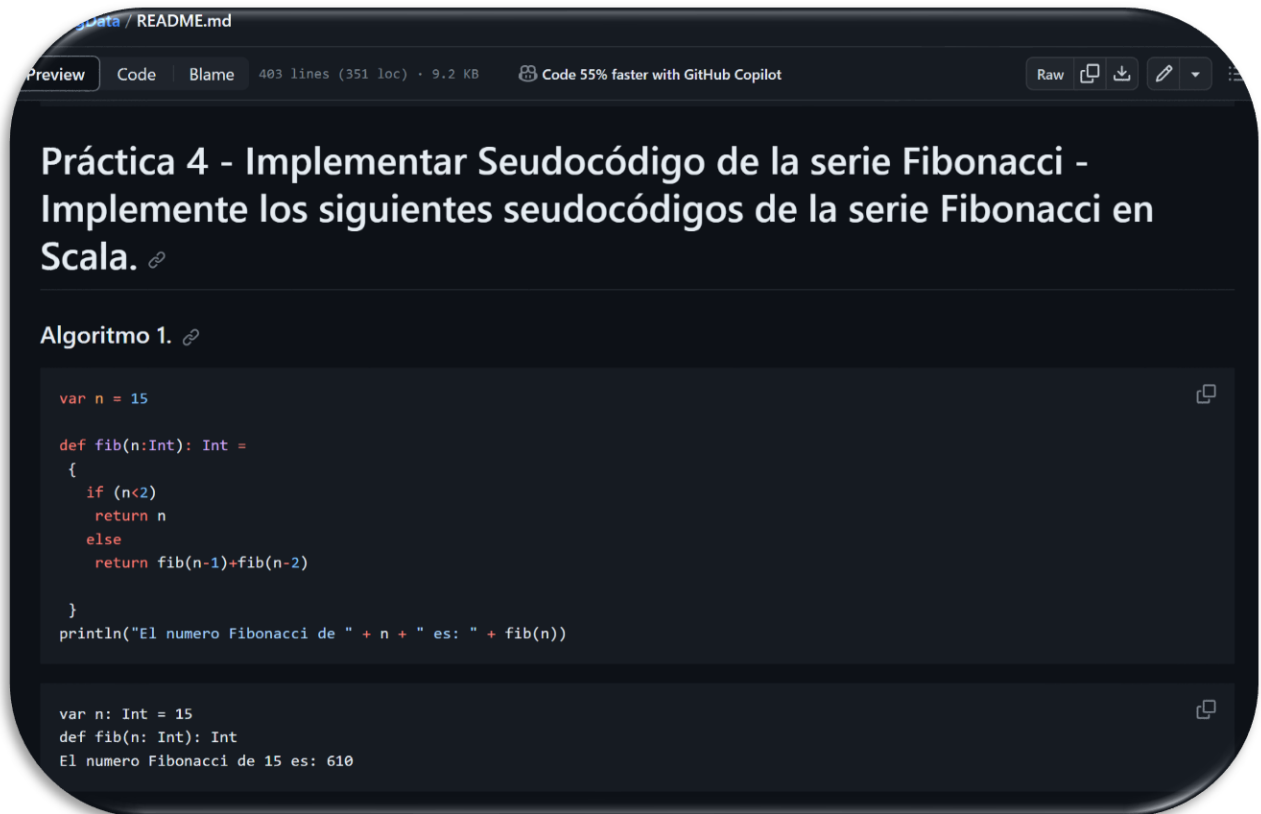 / README.md
Preview Code Blame 403 lines (351 loc) · 9.2 KB Code 55% faster with GitHub Copilot Raw
Práctica 4 - Implementar Seudocódigo de la serie Fibonacci -
Implemente los siguientes seudocódigos de la serie Fibonacci en
Scala.
Algoritmo 1.
var n = 15
def fib(n:Int): Int =
{
if (n<2)
return n
else
return fib(n-1)+fib(n-2)
}
println("El numero Fibonacci de " + n + " es: " + fib(n))
var n: Int = 15
def fib(n: Int): Int
El numero Fibonacci de 15 es: 610